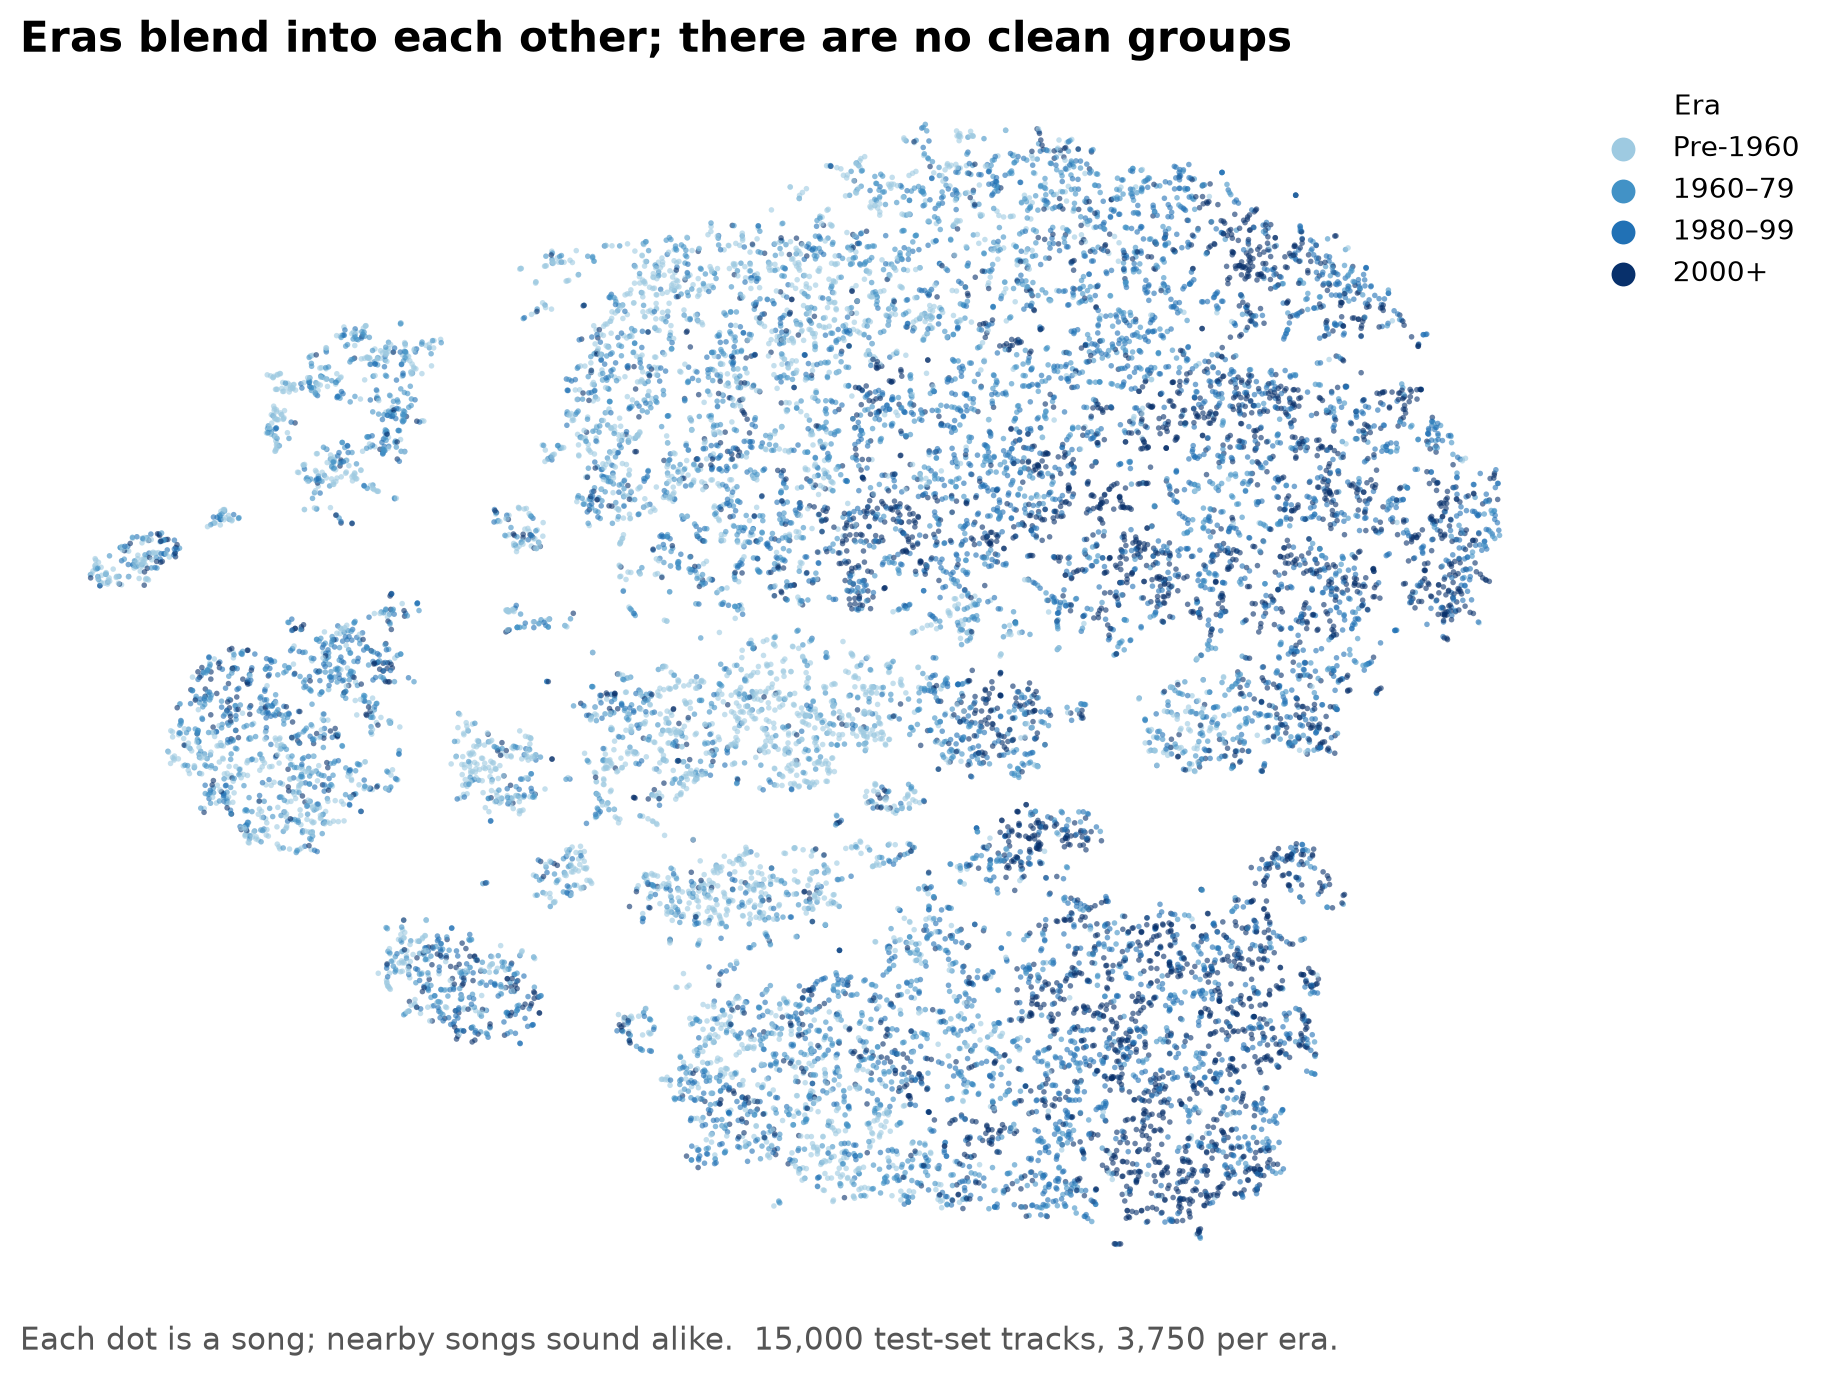 Eras blend into each other; there are no clean groups
Era
Pre-1960
1960–79
1980–99
2000+
Each dot is a song; nearby songs sound alike.  15,000 test-set tracks, 3,750 per era.